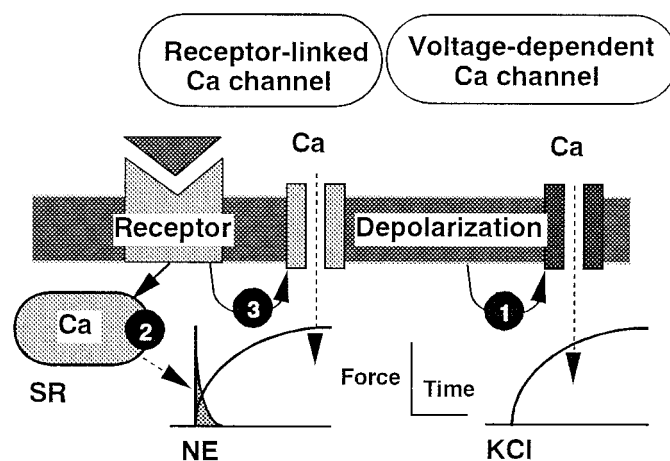 Receptor-linked
Ca channel
Voltage-dependent
Ca channel
Ca
Ca
Receptor
Depolarization
Ca
2
3
1
SR
Force
Time
NE
KCl